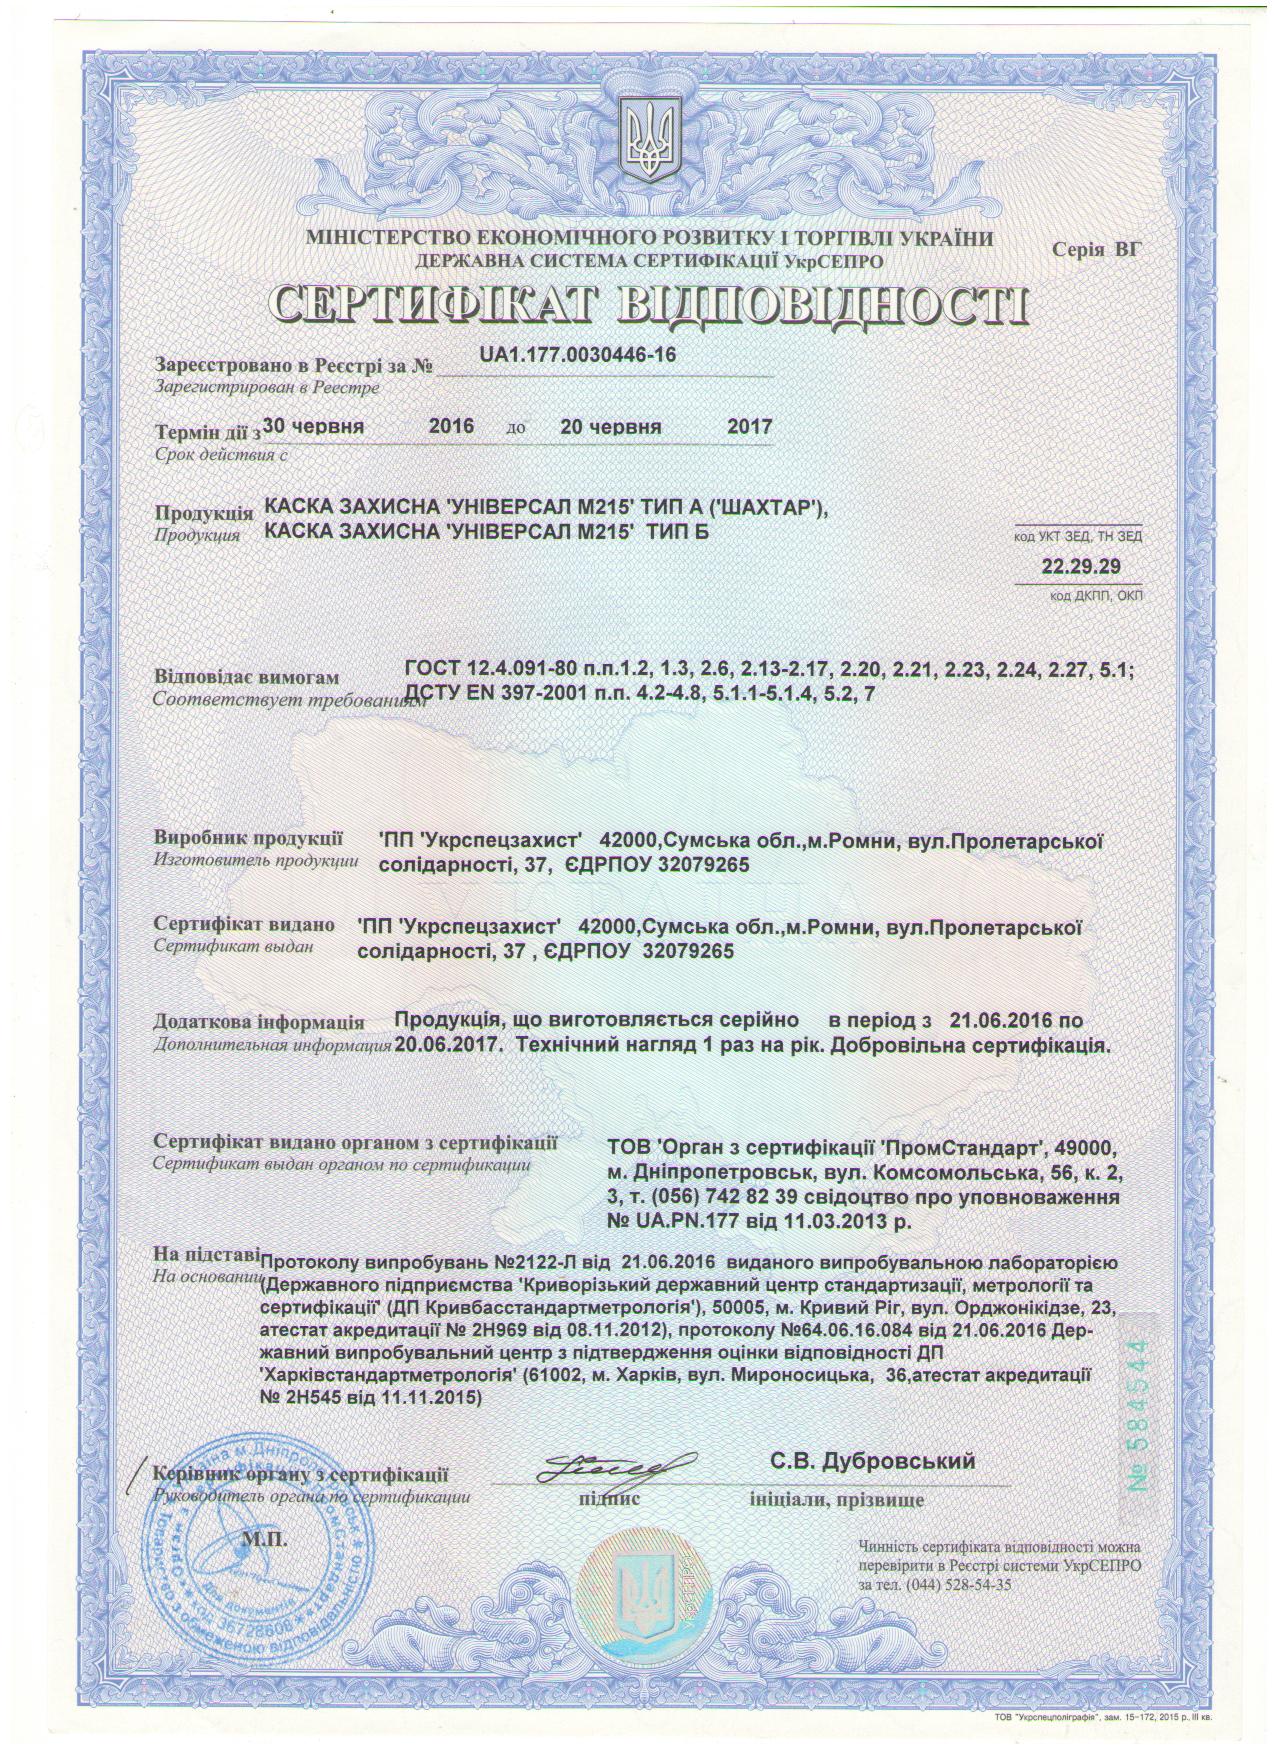 МІНІСТЕРСТВО ЕКОНОМІЧНОГО РОЗВИТКУ І ТОРГІВЛІ УКРАЇНИ
ДЕРЖАВНА СИСТЕМА СЕРТИФІКАЦІЇ УкрСЕПРО
Серія ВГ
СЕРТИФІКАТ ВІДПОВІДНОСТІ
Зареєстровано в Реєстрі за № UA1.177.0030446-16
Зарегистрирован в Реестре
Термін дії з 30 червня 2016 до 20 червня 2017
Срок действия с
Продукція КАСКА ЗАХИСНА 'УНІВЕРСАЛ М215' ТИП А ('ШАХТАР'),
Продукция КАСКА ЗАХИСНА 'УНІВЕРСАЛ М215' ТИП Б
код УКТ ЗЕД, ТН ЗЕД
22.29.29
код ДКПП, ОКП
Відповідає вимогам ГОСТ 12.4.091-80 п.п.1.2, 1.3, 2.6, 2.13-2.17, 2.20, 2.21, 2.23, 2.24, 2.27, 5.1;
Соответствует требованиям ДСТУ EN 397-2001 п.п. 4.2-4.8, 5.1.1-5.1.4, 5.2, 7
Виробник продукції 'ПП 'Укрспецзахист' 42000,Сумська обл.,м.Ромни, вул.Пролетарської
Изготовитель продукции солідарності, 37, ЄДРПОУ 32079265
Сертифікат видано 'ПП 'Укрспецзахист' 42000,Сумська обл.,м.Ромни, вул.Пролетарської
Сертификат выдан солідарності, 37 , ЄДРПОУ 32079265
Додаткова інформація Продукція, що виготовляється серійно в період з 21.06.2016 по
Дополнительная информация 20.06.2017. Технічний нагляд 1 раз на рік. Добровільна сертифікація.
Сертифікат видано органом з сертифікації ТОВ 'Орган з сертифікації 'ПромСтандарт', 49000,
Сертификат выдан органом по сертификации м. Дніпропетровськ, вул. Комсомольська, 56, к. 2,
3, т. (056) 742 82 39 свідоцтво про уповноваження
№ UA.PN.177 від 11.03.2013 р.
На підставі Протоколу випробувань №2122-Л від 21.06.2016 виданого випробувальною лабораторією
На основании (Державного підприємства 'Криворізький державний центр стандартизації, метрології та
сертифікації' (ДП Кривбасстандартметрологія'), 50005, м. Кривий Ріг, вул. Орджонікідзе, 23,
атестат акредитації № 2Н969 від 08.11.2012), протоколу №64.06.16.084 від 21.06.2016 Дер-
жавний випробувальний центр з підтвердження оцінки відповідності ДП
'Харківстандартметрологія' (61002, м. Харків, вул. Мироносицька, 36,атестат акредитації
№ 2Н545 від 11.11.2015)
№ 584544
Керівник органу з сертифікації С.В. Дубровський
Руководитель органа по сертификации підпис ініціали, прізвище
М.П.
Для документів
36728608
Чинність сертифіката відповідності можна
перевірити в Реєстрі системи УкрСЕПРО
за тел. (044) 528-54-35
ТОВ "Укрспецполіграфія", зам. 15-172, 2015 р., III кв.